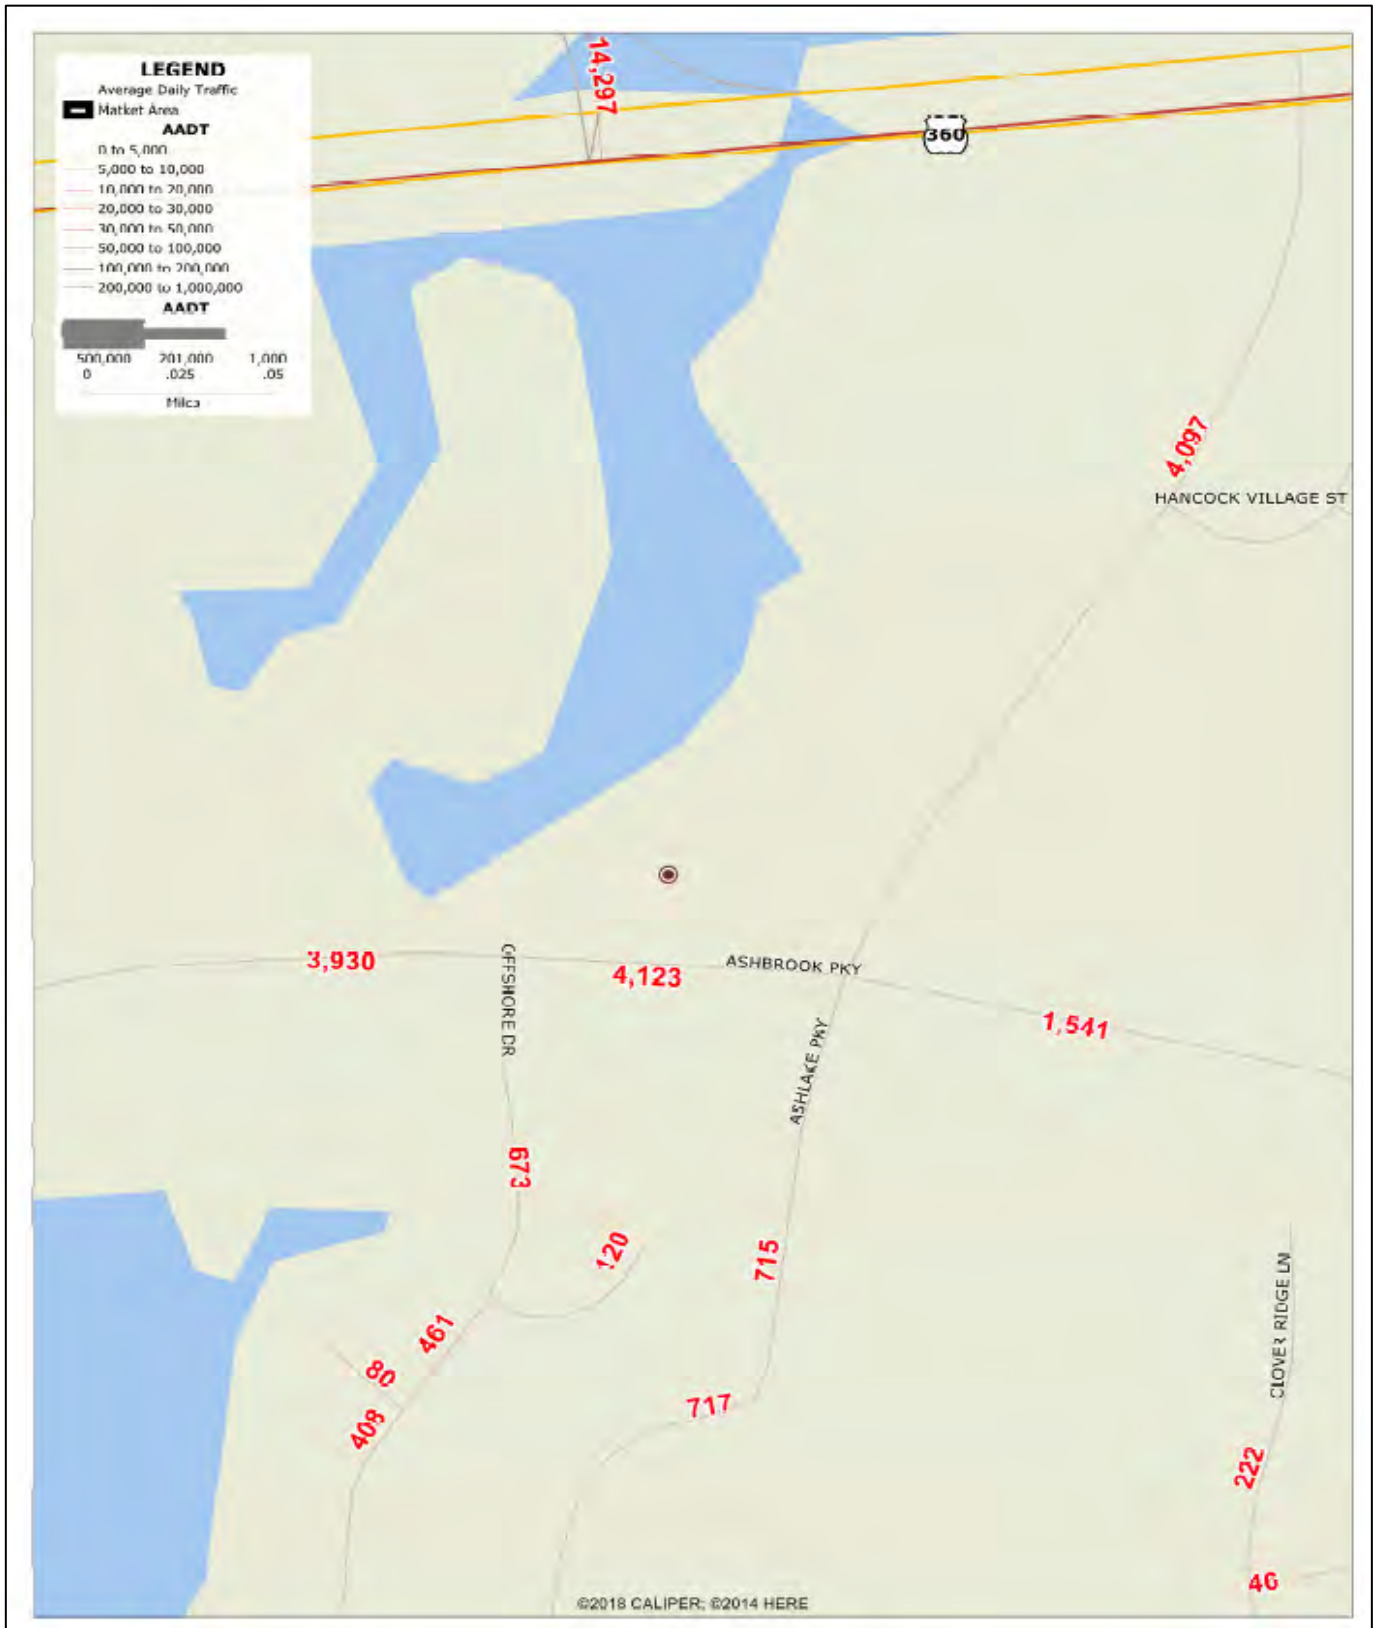 LEGEND
Average Daily Traffic
Matket Area
AADT
0 to 5,000
5,000 to 10,000
10,000 to 20,000
20,000 to 30,000
30,000 to 50,000
50,000 to 100,000
100,000 to 200,000
200,000 to 1,000,000
AADT
500,000 201,000 1,000
0 .025 .05
Miles
14,297
360
4,097
HANCOCK VILLAGE ST
3,930
OFFSHORE DR
4,123
ASHBROOK PKY
1,541
ASHLAKE PKY
673
120
715
461
80
408
717
CLOVER RIDGE LN
222
46
©2018 CALIPER; ©2014 HERE